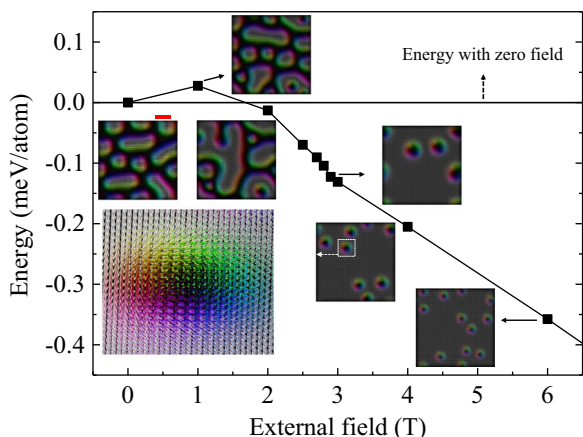 0.1
Energy with zero field
0.0
-0.1
-0.2
-0.3
-0.4
Energy (meV/atom)
0 1 2 3 4 5 6
External field (T)